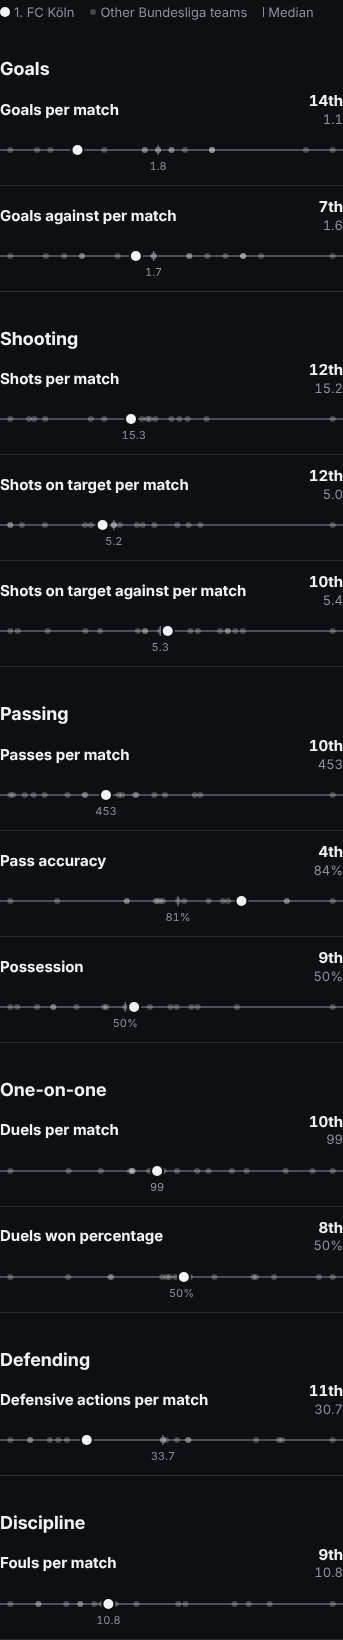 1. FC Köln Other Bundesliga teams Median
Goals
Goals per match 14th
1.1
1.8
Goals against per match 7th
1.6
1.7
Shooting
Shots per match 12th
15.2
15.3
Shots on target per match 12th
5.0
5.2
Shots on target against per match 10th
5.4
5.3
Passing
Passes per match 10th
453
453
Pass accuracy 4th
84%
81%
Possession 9th
50%
50%
One-on-one
Duels per match 10th
99
99
Duels won percentage 8th
50%
50%
Defending
Defensive actions per match 11th
30.7
33.7
Discipline
Fouls per match 9th
10.8
10.8